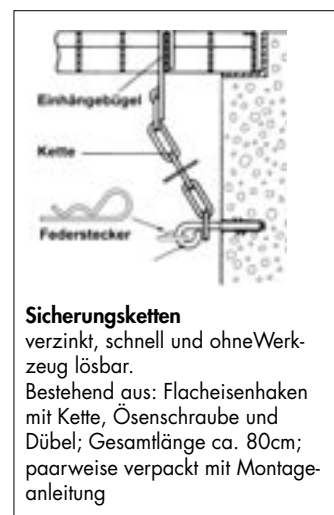 Einhängebügel
Kette
Federstecker
Sicherungsketten
verzinkt, schnell und ohneWerk-
zeug lösbar.
Bestehend aus: Flacheisenhaken
mit Kette, Ösenschraube und
Dübel; Gesamtlänge ca. 80cm;
paarweise verpackt mit Montage-
anleitung